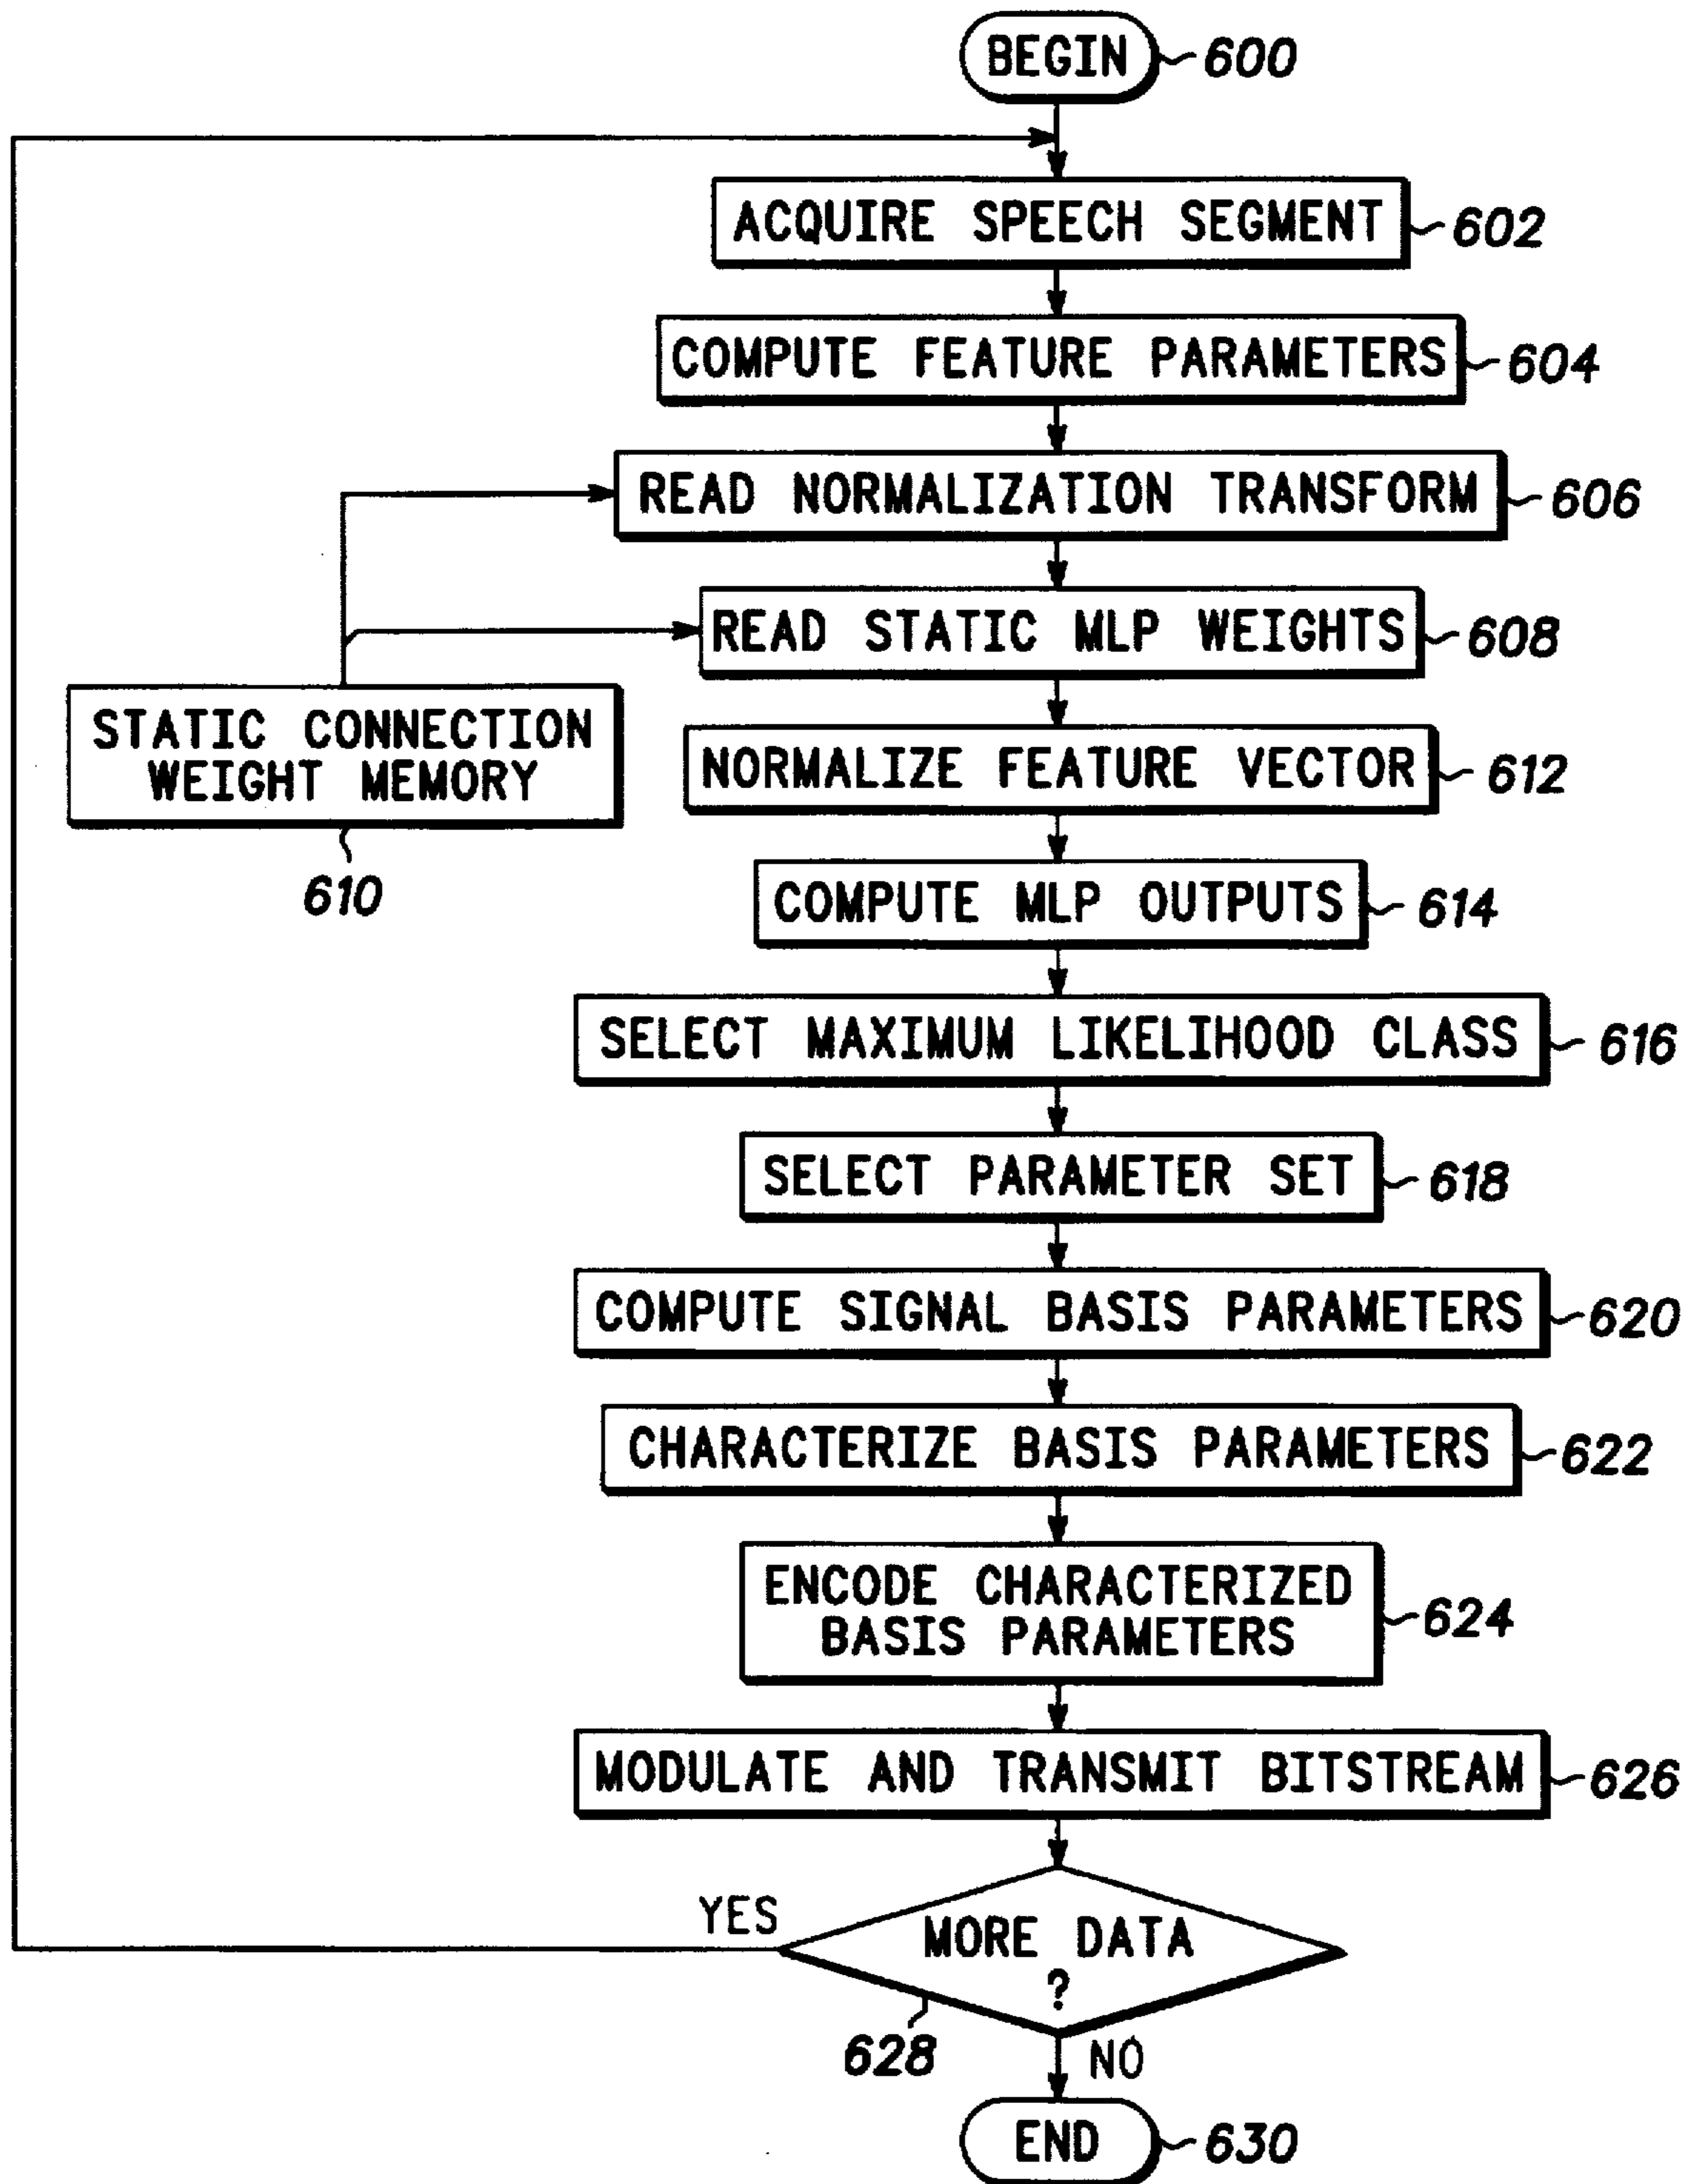 BEGIN 600
ACQUIRE SPEECH SEGMENT 602
COMPUTE FEATURE PARAMETERS 604
READ NORMALIZATION TRANSFORM 606
READ STATIC MLP WEIGHTS 608
STATIC CONNECTION
WEIGHT MEMORY
610
NORMALIZE FEATURE VECTOR 612
COMPUTE MLP OUTPUTS 614
SELECT MAXIMUM LIKELIHOOD CLASS 616
SELECT PARAMETER SET 618
COMPUTE SIGNAL BASIS PARAMETERS 620
CHARACTERIZE BASIS PARAMETERS 622
ENCODE CHARACTERIZED
BASIS PARAMETERS 624
MODULATE AND TRANSMIT BITSTREAM 626
YES
MORE DATA
?
628
NO
END 630